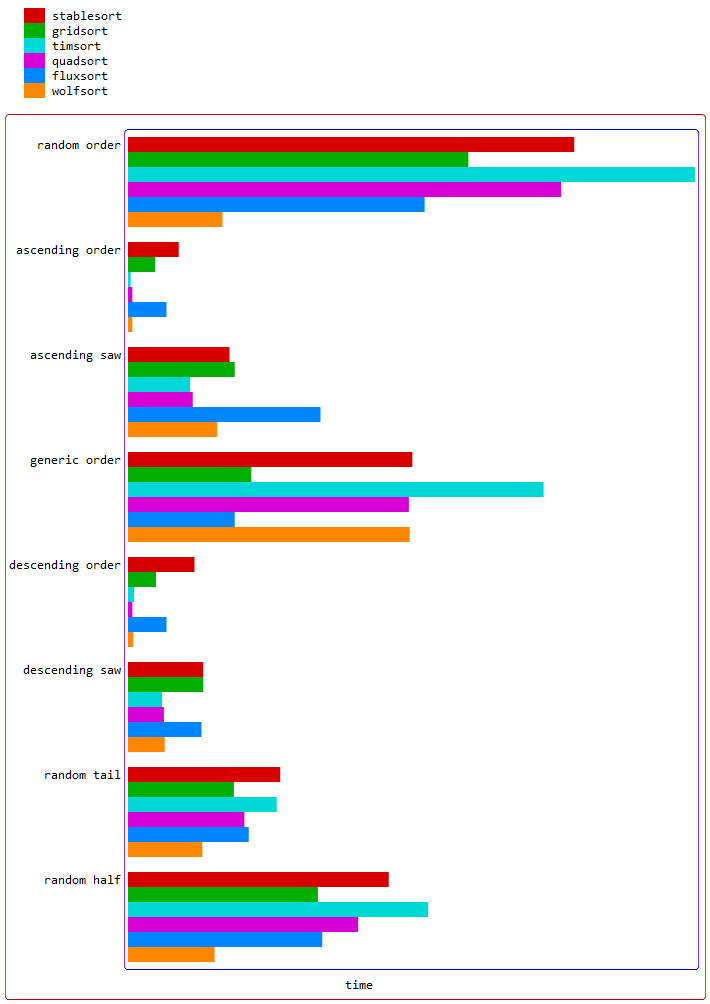 stablesort
gridsort
timsort
quadsort
fluxsort
wolfsort
random order
ascending order
ascending saw
generic order
descending order
descending saw
random tail
random half
time